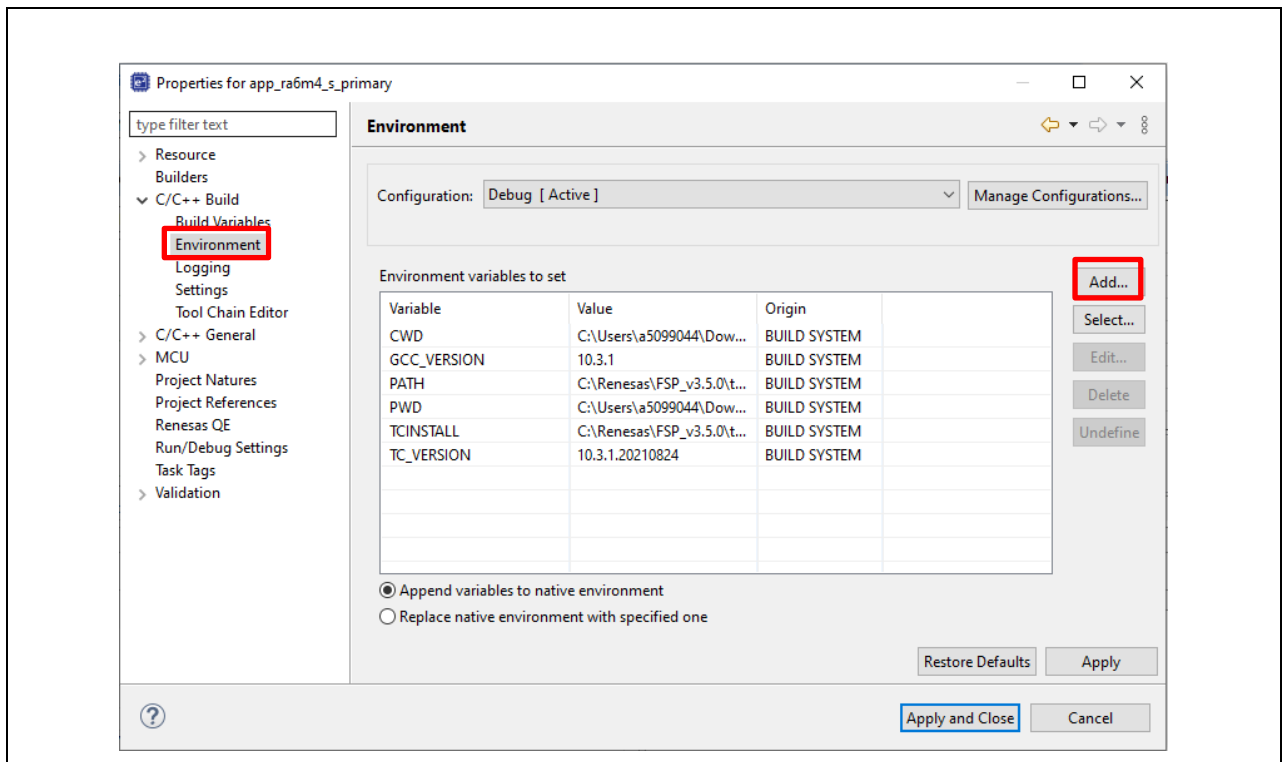 Properties for app_ra6m4_s_primary
type filter text
Resource
Builders
C/C++ Build
Build Variables
Environment
Logging
Settings
Tool Chain Editor
C/C++ General
MCU
Project Natures
Project References
Renesas QE
Run/Debug Settings
Task Tags
Validation
Environment
Configuration: Debug [ Active ] Manage Configurations...
Environment variables to set
Variable Value Origin
CWD C:\Users\a5099044\Dow... BUILD SYSTEM
GCC_VERSION 10.3.1 BUILD SYSTEM
PATH C:\Renesas\FSP_v3.5.0\t... BUILD SYSTEM
PWD C:\Users\a5099044\Dow... BUILD SYSTEM
TCINSTALL C:\Renesas\FSP_v3.5.0\t... BUILD SYSTEM
TC_VERSION 10.3.1.20210824 BUILD SYSTEM
Add...
Select...
Edit...
Delete
Undefine
Append variables to native environment
Replace native environment with specified one
Restore Defaults Apply
? Apply and Close Cancel